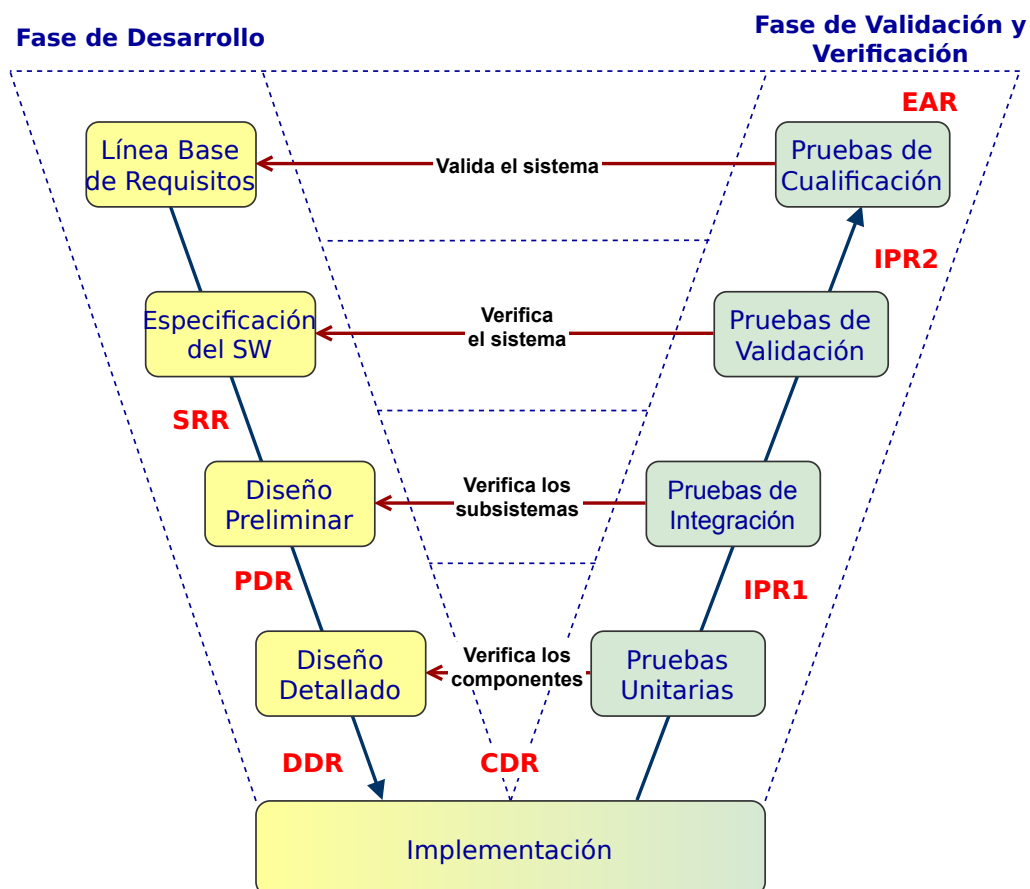 Fase de Desarrollo
Fase de Validación y
Verificación
EAR
Línea Base
de Requisitos
Valida el sistema
Pruebas de
Cualificación
IPR2
Especificación
del SW
Verifica
el sistema
Pruebas de
Validación
SRR
Diseño
Preliminar
Verifica los
subsistemas
Pruebas de
Integración
PDR
IPR1
Diseño
Detallado
Verifica los
componentes
Pruebas
Unitarias
DDR
CDR
Implementación